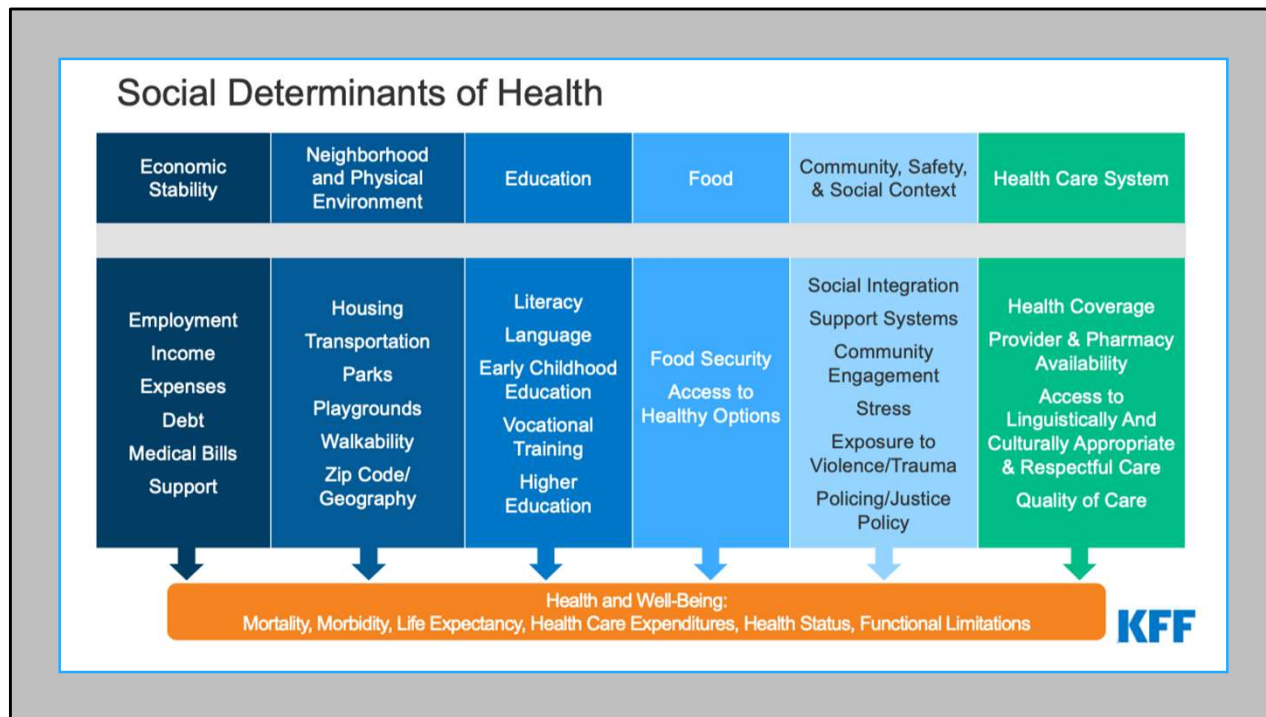 Social Determinants of Health
Economic
Stability
Neighborhood
and Physical
Environment
Education
Food
Community, Safety,
& Social Context
Health Care System
Employment
Income
Expenses
Debt
Medical Bills
Support
Housing
Transportation
Parks
Playgrounds
Walkability
Zip Code/
Geography
Literacy
Language
Early Childhood
Education
Vocational
Training
Higher
Education
Food Security
Access to
Healthy Options
Social Integration
Support Systems
Community
Engagement
Stress
Exposure to
Violence/Trauma
Policing/Justice
Policy
Health Coverage
Provider & Pharmacy
Availability
Access to
Linguistically And
Culturally Appropriate
& Respectful Care
Quality of Care
Health and Well-Being:
Mortality, Morbidity, Life Expectancy, Health Care Expenditures, Health Status, Functional Limitations
KFF